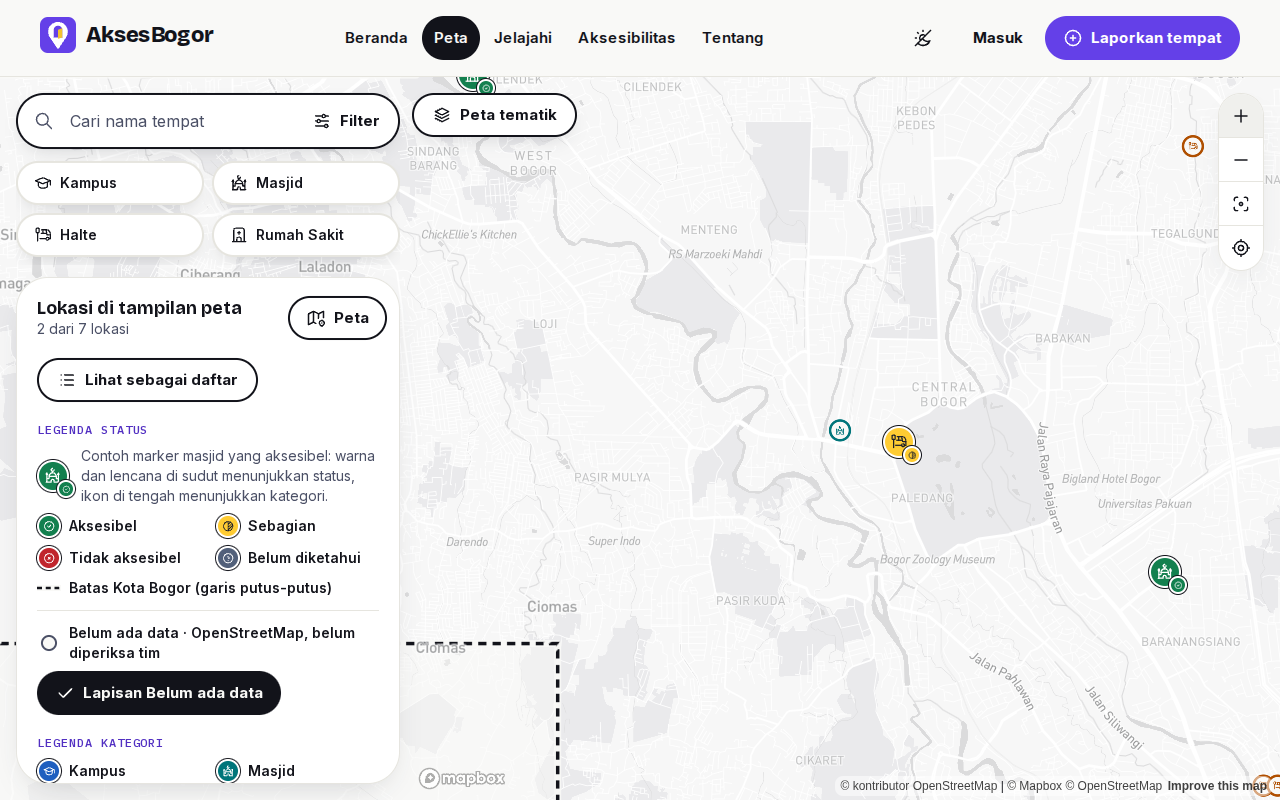 AksesBogor
Beranda
Peta
Jelajahi
Aksesibilitas
Tentang
Masuk
Laporkan tempat
Cari nama tempat
Filter
Peta tematik
Kampus
Masjid
Halte
Rumah Sakit
Lokasi di tampilan peta
2 dari 7 lokasi
Peta
Lihat sebagai daftar
LEGENDA STATUS
Contoh marker masjid yang aksesibel: warna
dan lencana di sudut menunjukkan status,
ikon di tengah menunjukkan kategori.
Aksesibel
Sebagian
Tidak aksesibel
Belum diketahui
Batas Kota Bogor (garis putus-putus)
Belum ada data · OpenStreetMap, belum
diperiksa tim
Lapisan Belum ada data
LEGENDA KATEGORI
Kampus
Masjid
CILENDEK
KEBON
PEDES
SINDANG
BARANG
WEST
BOGOR
ChickEllie's Kitchen
MENTENG
RS Marzoeki Mahdi
TEGALGUND
Ciherang
Laladon
LOJI
BABAKAN
CENTRAL
BOGOR
Jalan Raya Pajajaran
PASIR MULYA
Bigland Hotel Bogor
PALEDANG
Universitas Pakuan
Darendo
Super Indo
Bogor Zoology Museum
PASIR KUDA
Ciomas
Ciomas
BARANANGSIANG
Jalan Pahlawan
Jalan Siliwangi
CIKARET
mapbox
© kontributor OpenStreetMap | © Mapbox © OpenStreetMap Improve this map